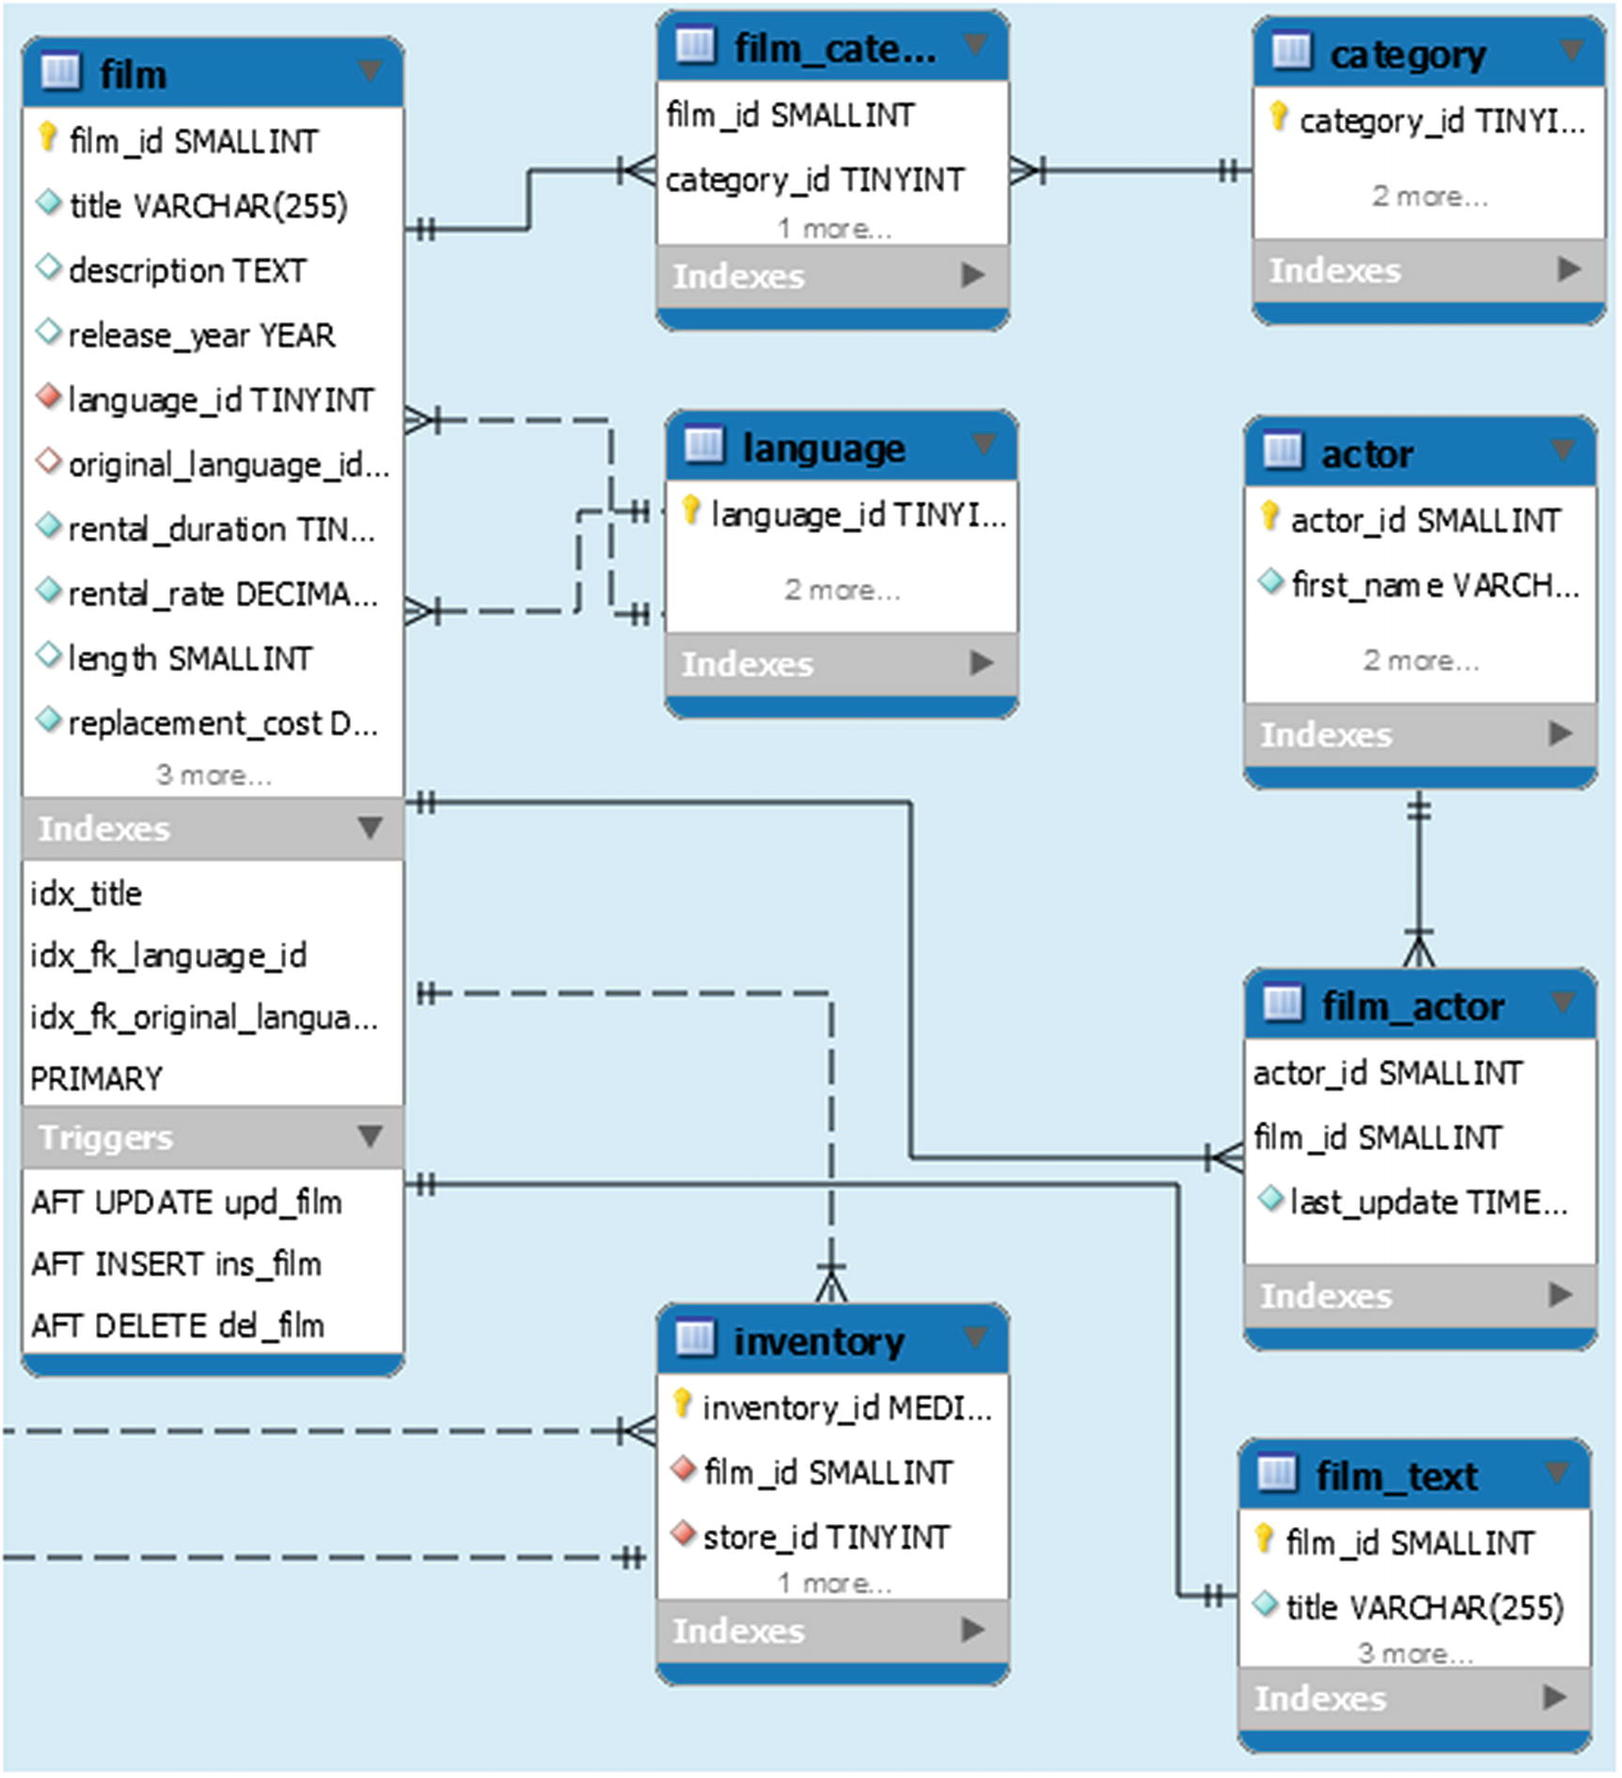 film
film_id SMALLINT
title VARCHAR(255)
description TEXT
release_year YEAR
language_id TINYINT
original_language_id...
rental_duration TIN...
rental_rate DECIMA...
length SMALLINT
replacement_cost D...
3 more...
Indexes
idx_title
idx_fk_language_id
idx_fk_original_langua...
PRIMARY
Triggers
AFT UPDATE upd_film
AFT INSERT ins_film
AFT DELETE del_film
film_cate...
film_id SMALLINT
category_id TINYINT
1 more...
Indexes
category
category_id TINYI...
2 more...
Indexes
language
language_id TINYI...
2 more...
Indexes
actor
actor_id SMALLINT
first_name VARCH...
2 more...
Indexes
film_actor
actor_id SMALLINT
film_id SMALLINT
last_update TIME...
Indexes
inventory
inventory_id MEDI...
film_id SMALLINT
store_id TINYINT
1 more...
Indexes
film_text
film_id SMALLINT
title VARCHAR(255)
3 more...
Indexes